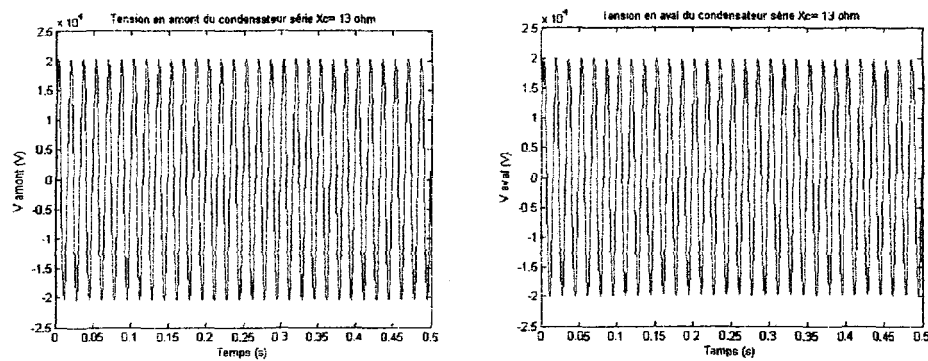 Tension en amont du condensateur série Xc= 13 ohm
x 10⁴
2.5
2
1.5
1
0.5
0
-0.5
-1
-1.5
-2
-2.5
V amont (V)
0 0.05 0.1 0.15 0.2 0.25 0.3 0.35 0.4 0.45 0.5
Temps (s)
Tension en aval du condensateur série Xc= 13 ohm
x 10⁴
2.5
2
1.5
1
0.5
0
-0.5
-1
-1.5
-2
-2.5
V aval (V)
0 0.05 0.1 0.15 0.2 0.25 0.3 0.35 0.4 0.45 0.5
Temps (s)